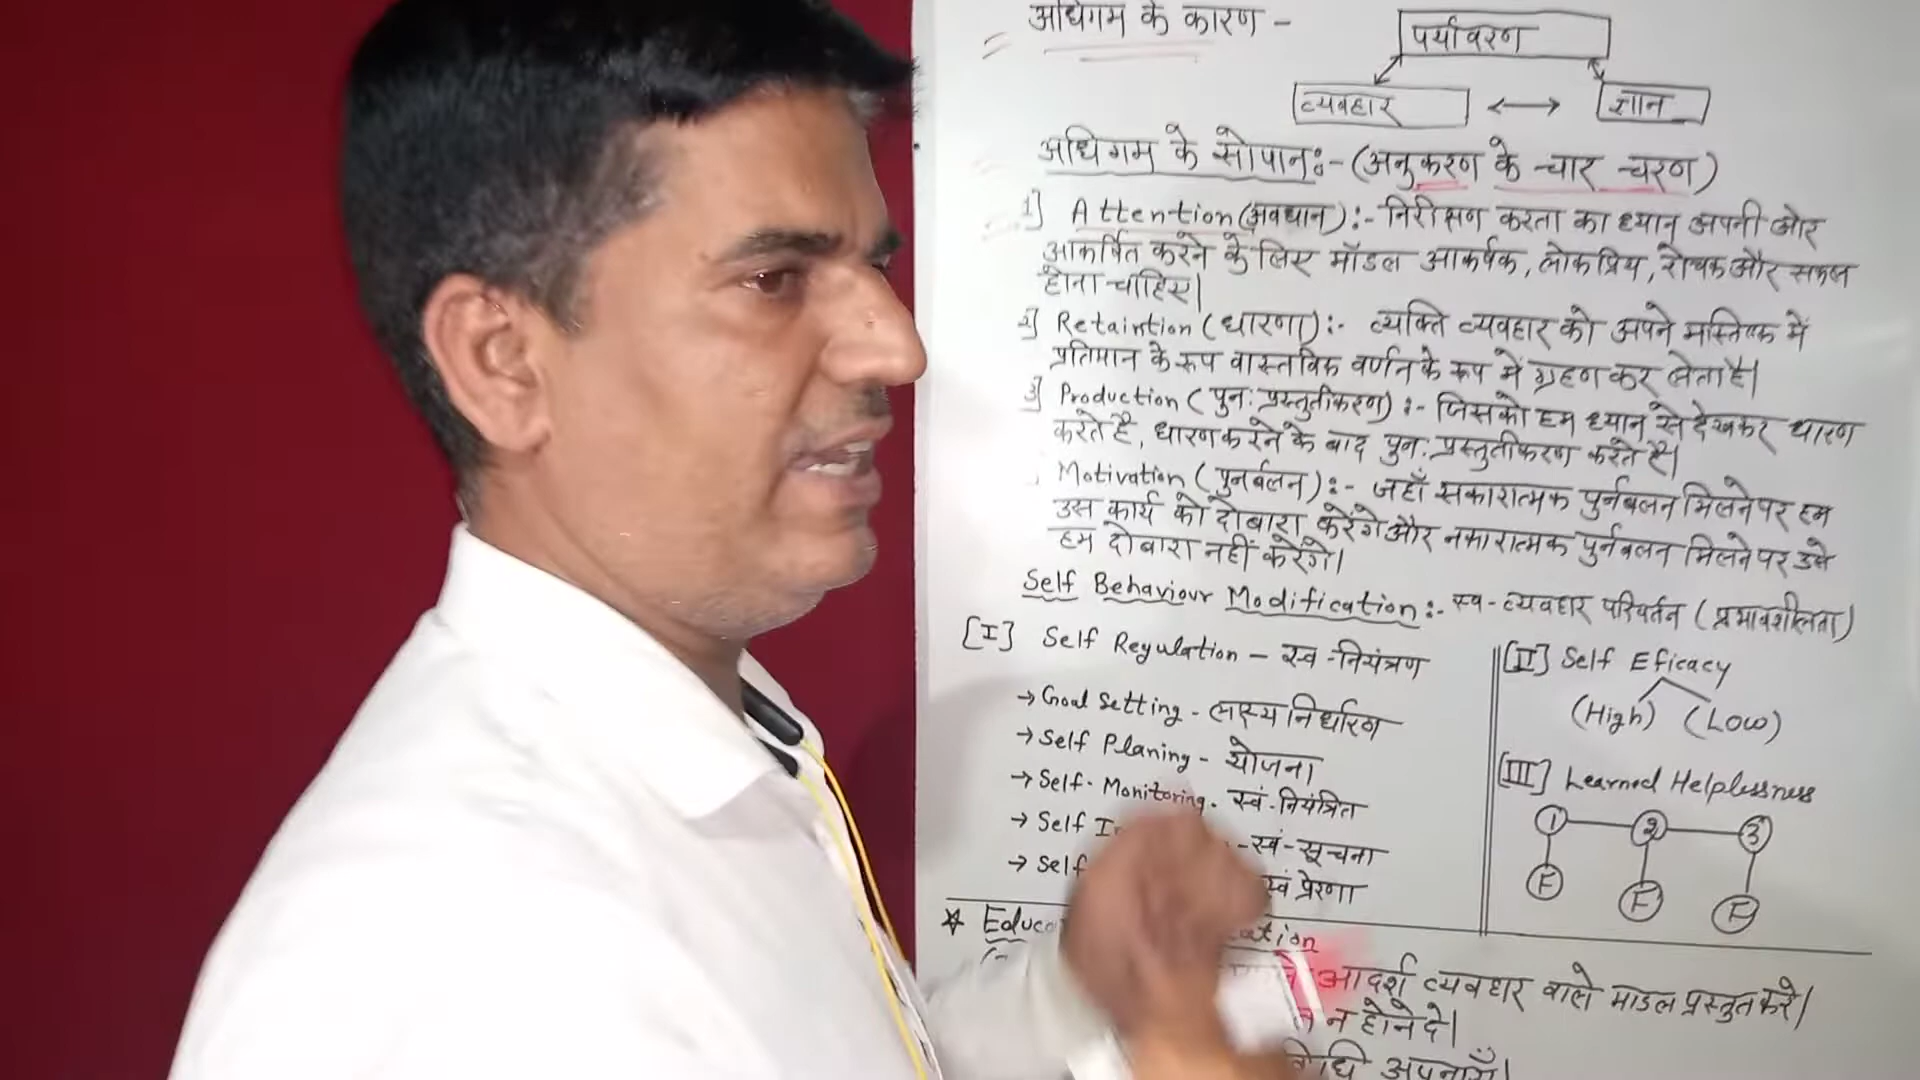 अधिगम के कारण -
पर्यावरण
व्यवहार
ज्ञान
अधिगम के सोपान:- (अनुकरण के चार चरण)
1] Attention (अवधान) :- निरीक्षण करता का ध्यान अपनी ओर
आकर्षित करने के लिए मॉडल आकर्षक, लोकप्रिय, रोचक और सफल
होना चाहिए।
2] Retaintion (धारणा) :- व्यक्ति व्यवहार को अपने मस्तिष्क में
प्रतिमान के रूप वास्तविक वर्णन के रूप में ग्रहण कर लेता है।
3] Production (पुन: प्रस्तुतीकरण) :- जिसको हम ध्यान से देखकर धारण
करते है, धारण करने के बाद पुन: प्रस्तुतीकरण करते है।
Motivation (पुर्नबलन) :- जहाँ सकारात्मक पुर्नबलन मिलने पर हम
उस कार्य को दोबारा करेंगे और नकारात्मक पुर्नबलन मिलने पर उसे
हम दोबारा नहीं करेंगे।
Self Behaviour Modification :- स्व-व्यवहार परिवर्तन (प्रभावशीलता)
[I] Self Regulation - स्व-नियंत्रण
→ Goal Setting - लक्ष्य निर्धारण
→ Self Planing - योजना
→ Self-Monitoring - स्वं-नियंत्रित
→ Self - स्वं-सूचना
→ Self स्वं प्रेरणा
[II] Self Eficacy
(High) (Low)
[III] Learned Helplessness
1 2 3
F F F
आदर्श व्यवहार वाले माडल प्रस्तुत करे।
न होने दे।
विधि अपनाएँ।